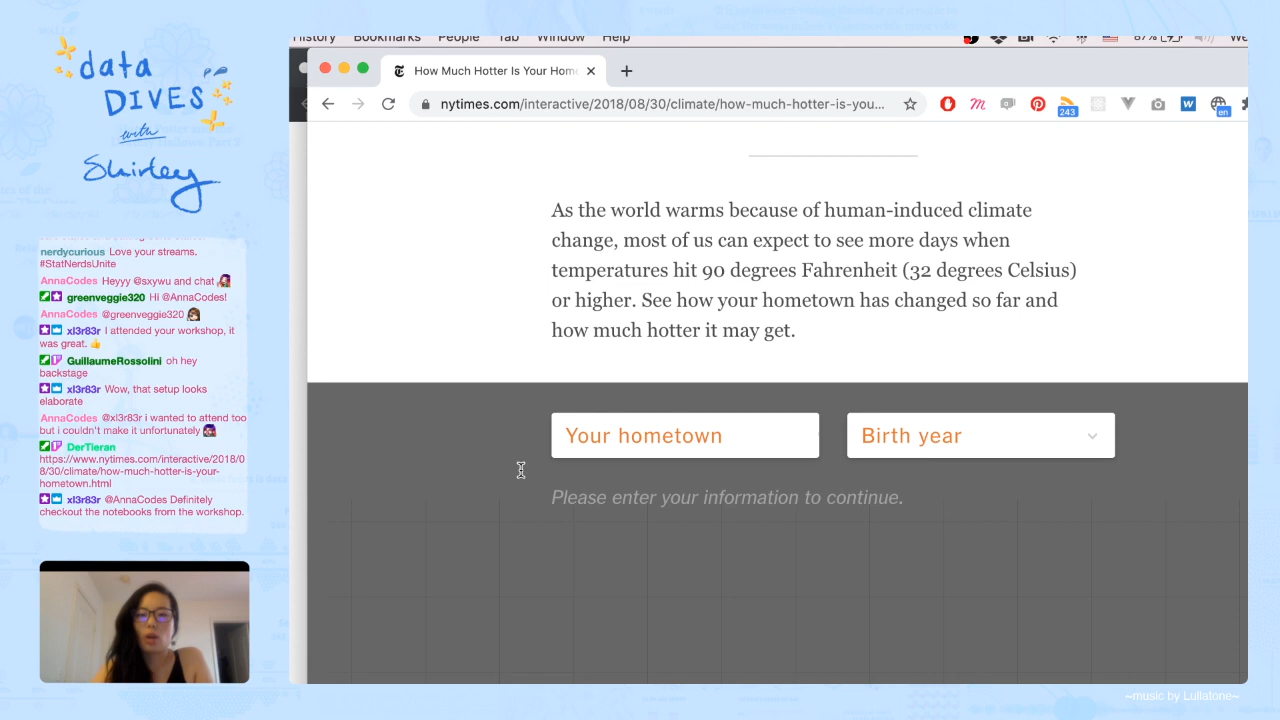 data
DIVES
with
Shirley
nerdycurious Love your streams.
#StatNerdsUnite
AnnaCodes Heyyy @sxywu and chat
greenveggie320 Hi @AnnaCodes!
AnnaCodes @greenveggie320
xl3r83r I attended your workshop, it
was great.
GuillaumeRossolini oh hey
backstage
xl3r83r Wow, that setup looks
elaborate
AnnaCodes @xl3r83r i wanted to attend too
but i couldn't make it unfortunately
DerTieran
https://www.nytimes.com/interactive/2018/0
8/30/climate/how-much-hotter-is-your-
hometown.html
xl3r83r @AnnaCodes Definitely
checkout the notebooks from the workshop.
History Bookmarks People Tab Window Help 87% We
How Much Hotter Is Your Hom
nytimes.com/interactive/2018/08/30/climate/how-much-hotter-is-you...
243
W
en
As the world warms because of human-induced climate
change, most of us can expect to see more days when
temperatures hit 90 degrees Fahrenheit (32 degrees Celsius)
or higher. See how your hometown has changed so far and
how much hotter it may get.
Your hometown
Birth year
Please enter your information to continue.
~music by Lullatone~